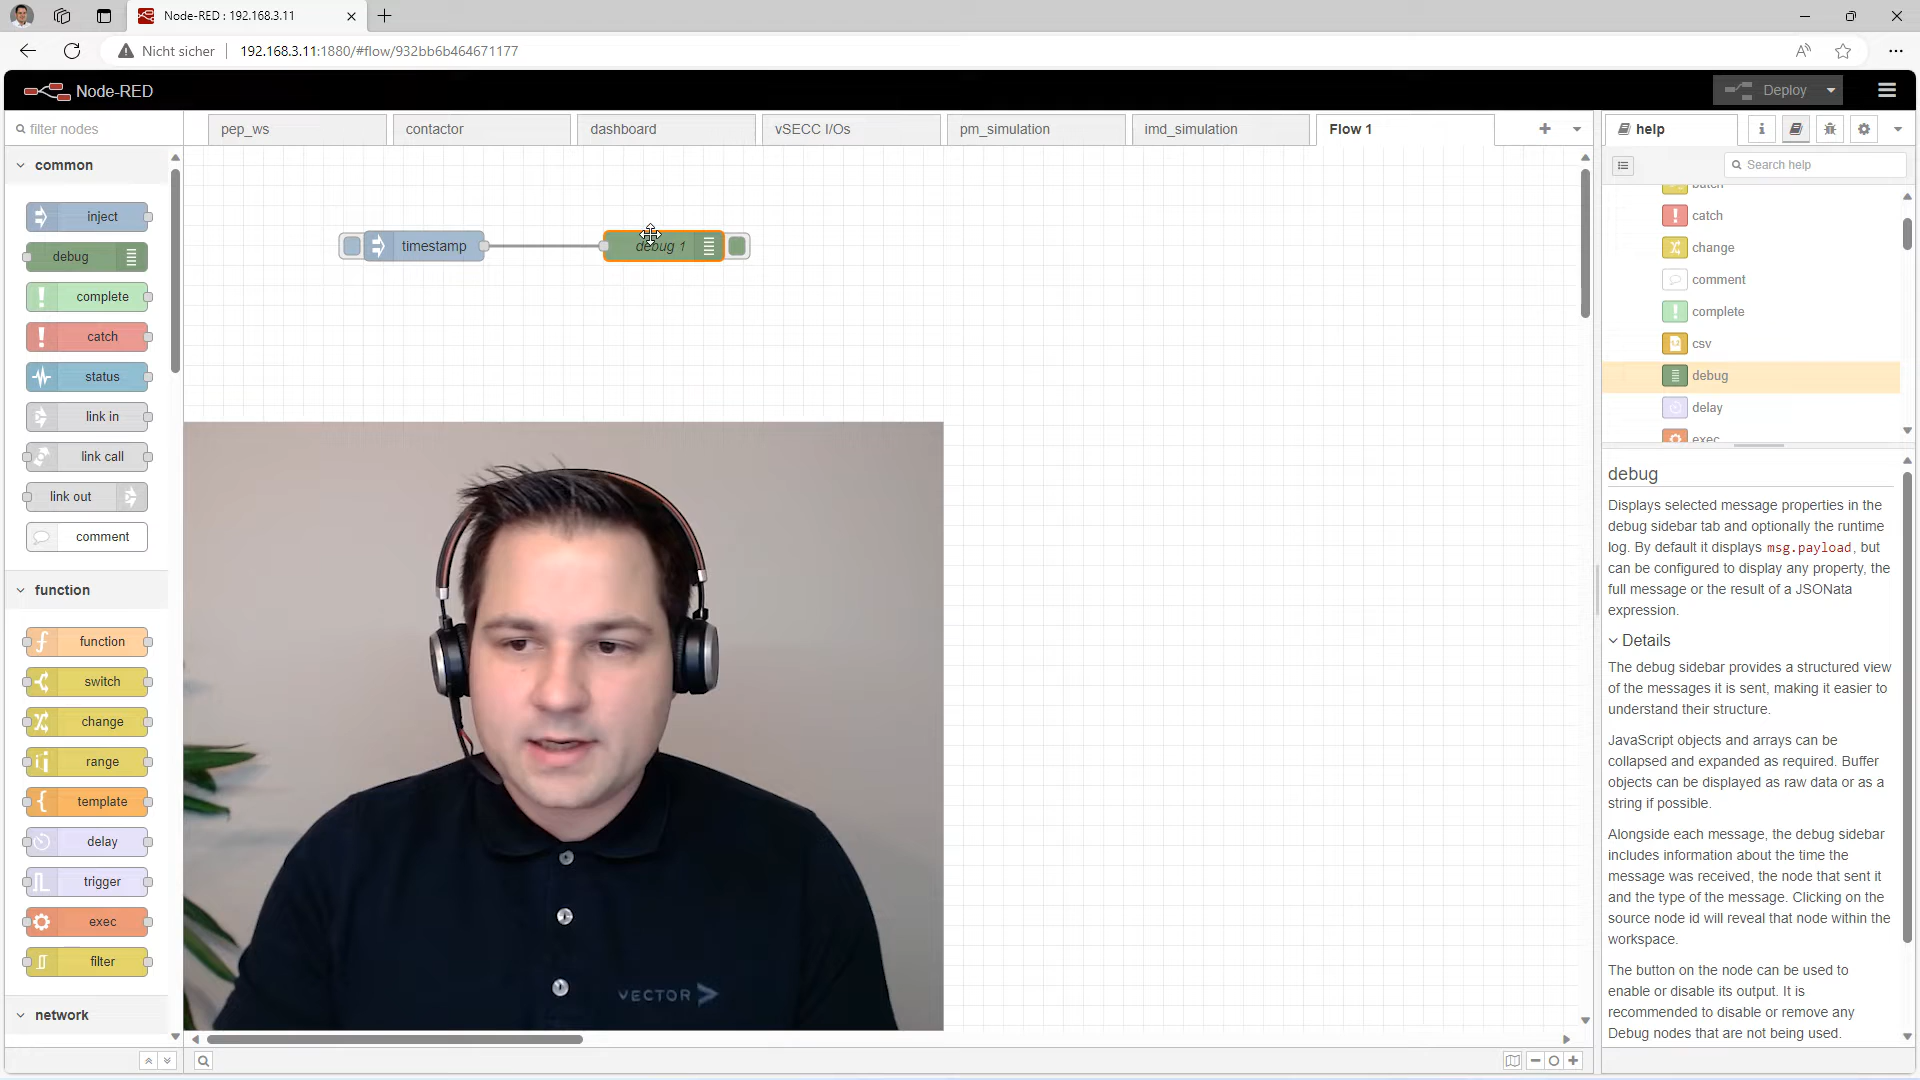 Node-RED : 192.168.3.11
Nicht sicher
192.168.3.11:1880/#flow/932bb6b464671177
Node-RED
Deploy
filter nodes
pep_ws
contactor
dashboard
vSECC I/Os
pm_simulation
imd_simulation
Flow 1
help
i
common
inject
debug
complete
catch
status
link in
link call
link out
comment
function
function
switch
change
range
template
delay
trigger
exec
filter
network
timestamp
debug 1
VECTOR
Search help
batch
catch
change
comment
complete
csv
debug
delay
exec
debug
Displays selected message properties in the
debug sidebar tab and optionally the runtime
log. By default it displays msg.payload, but
can be configured to display any property, the
full message or the result of a JSONata
expression.
Details
The debug sidebar provides a structured view
of the messages it is sent, making it easier to
understand their structure.
JavaScript objects and arrays can be
collapsed and expanded as required. Buffer
objects can be displayed as raw data or as a
string if possible.
Alongside each message, the debug sidebar
includes information about the time the
message was received, the node that sent it
and the type of the message. Clicking on the
source node id will reveal that node within the
workspace.
The button on the node can be used to
enable or disable its output. It is
recommended to disable or remove any
Debug nodes that are not being used.